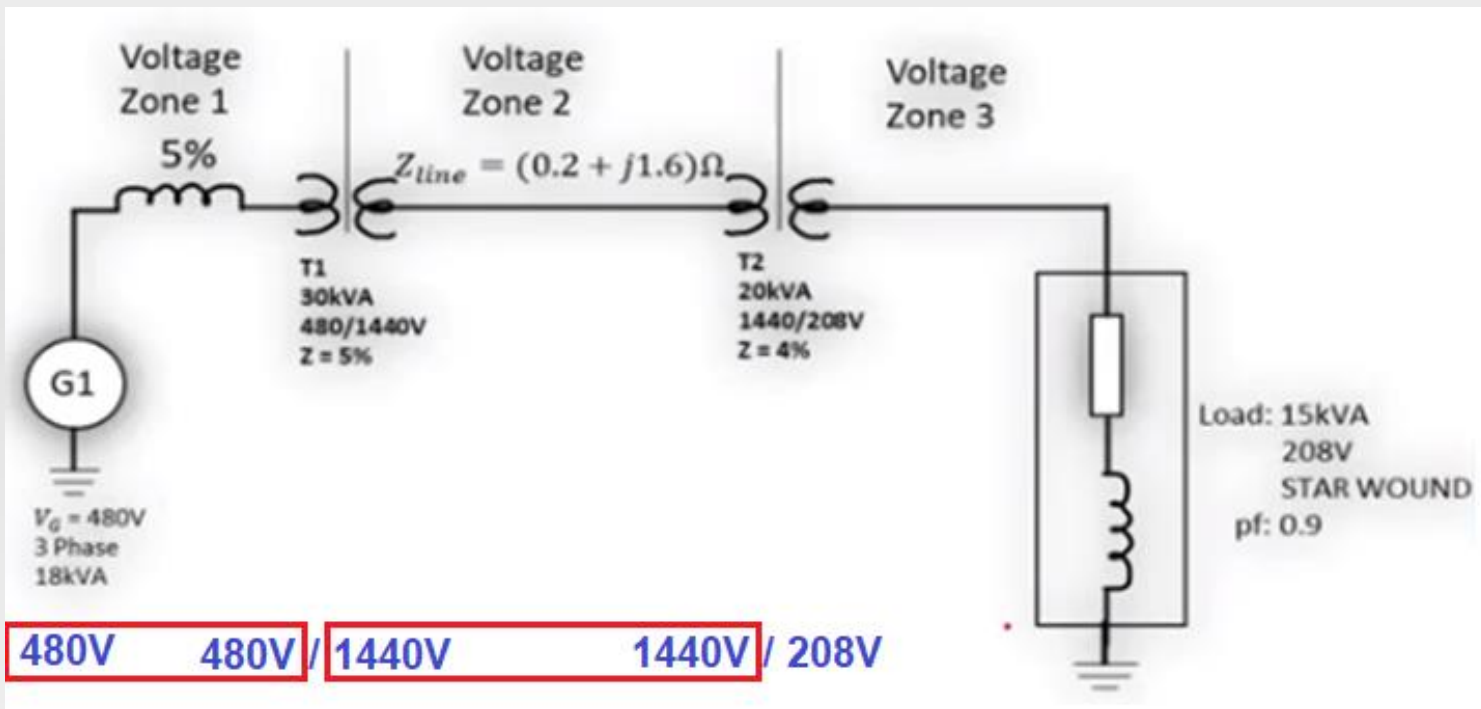 Voltage
Zone 1
Voltage
Zone 2
Voltage
Zone 3
5%
Z_line = (0.2 + j1.6)Ω
T1
30kVA
480/1440V
Z = 5%
T2
20kVA
1440/208V
Z = 4%
G1
V_G = 480V
3 Phase
18kVA
Load: 15kVA
208V
STAR WOUND
pf: 0.9
480V 480V / 1440V 1440V / 208V